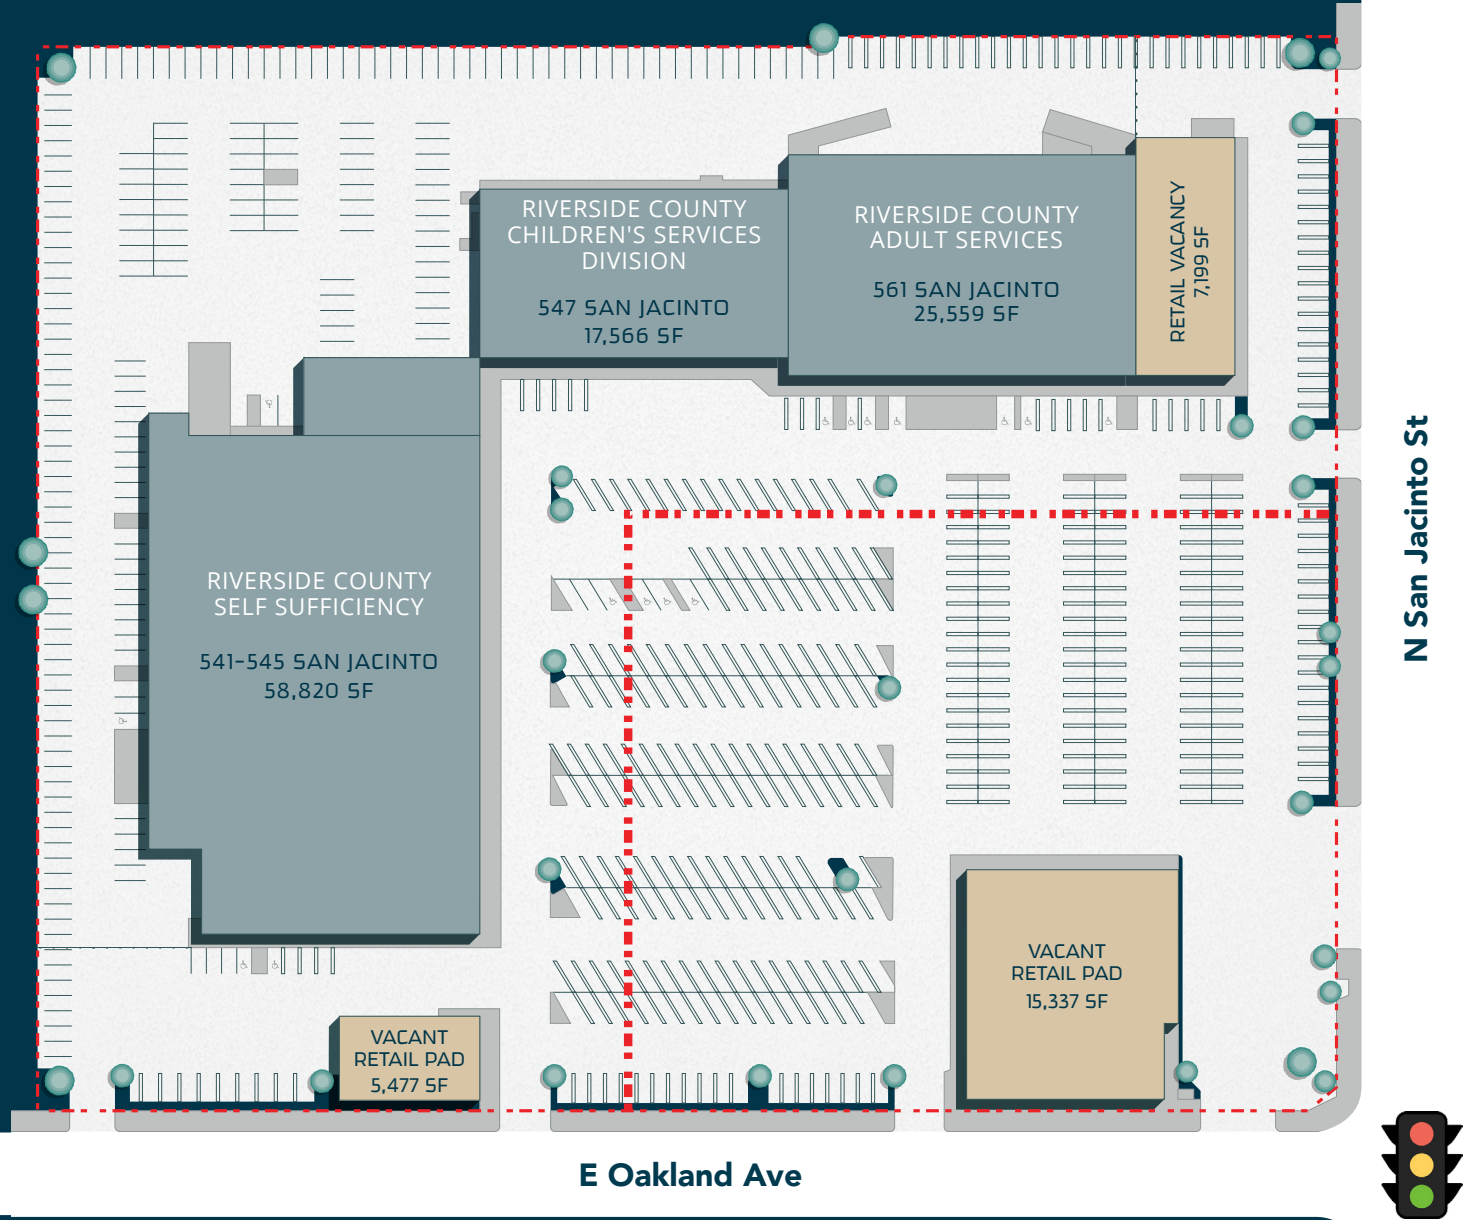 RIVERSIDE COUNTY
CHILDREN'S SERVICES
DIVISION
547 SAN JACINTO
17,566 SF
RIVERSIDE COUNTY
ADULT SERVICES
561 SAN JACINTO
25,559 SF
RETAIL VACANCY
7,199 SF
RIVERSIDE COUNTY
SELF SUFFICIENCY
541-545 SAN JACINTO
58,820 SF
N San Jacinto St
VACANT
RETAIL PAD
15,337 SF
VACANT
RETAIL PAD
5,477 SF
E Oakland Ave